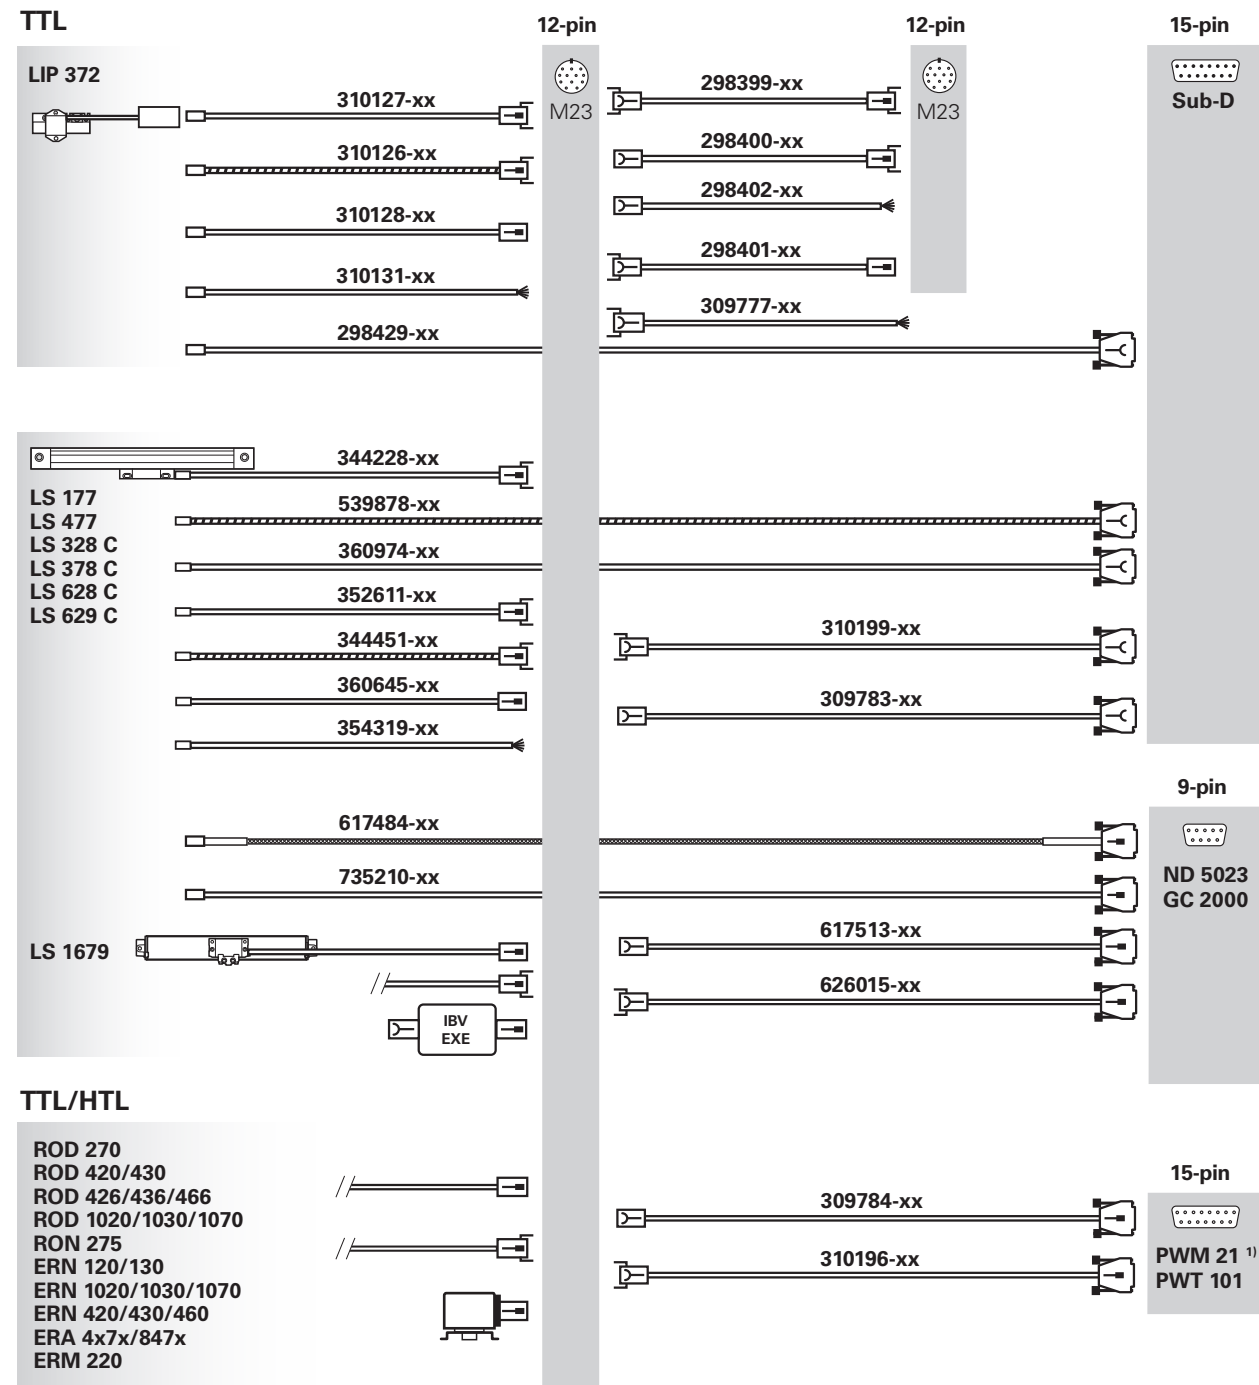 TTL
12-pin
12-pin
15-pin
LIP 372
M23
M23
Sub-D
310127-xx
298399-xx
310126-xx
298400-xx
298402-xx
310128-xx
298401-xx
310131-xx
309777-xx
298429-xx
344228-xx
LS 177
LS 477
LS 328 C
LS 378 C
LS 628 C
LS 629 C
539878-xx
360974-xx
352611-xx
310199-xx
344451-xx
360645-xx
309783-xx
354319-xx
9-pin
617484-xx
ND 5023
GC 2000
735210-xx
LS 1679
617513-xx
626015-xx
IBV
EXE
TTL/HTL
ROD 270
ROD 420/430
ROD 426/436/466
ROD 1020/1030/1070
RON 275
ERN 120/130
ERN 1020/1030/1070
ERN 420/430/460
ERA 4x7x/847x
ERM 220
15-pin
309784-xx
310196-xx
PWM 21 1)
PWT 101